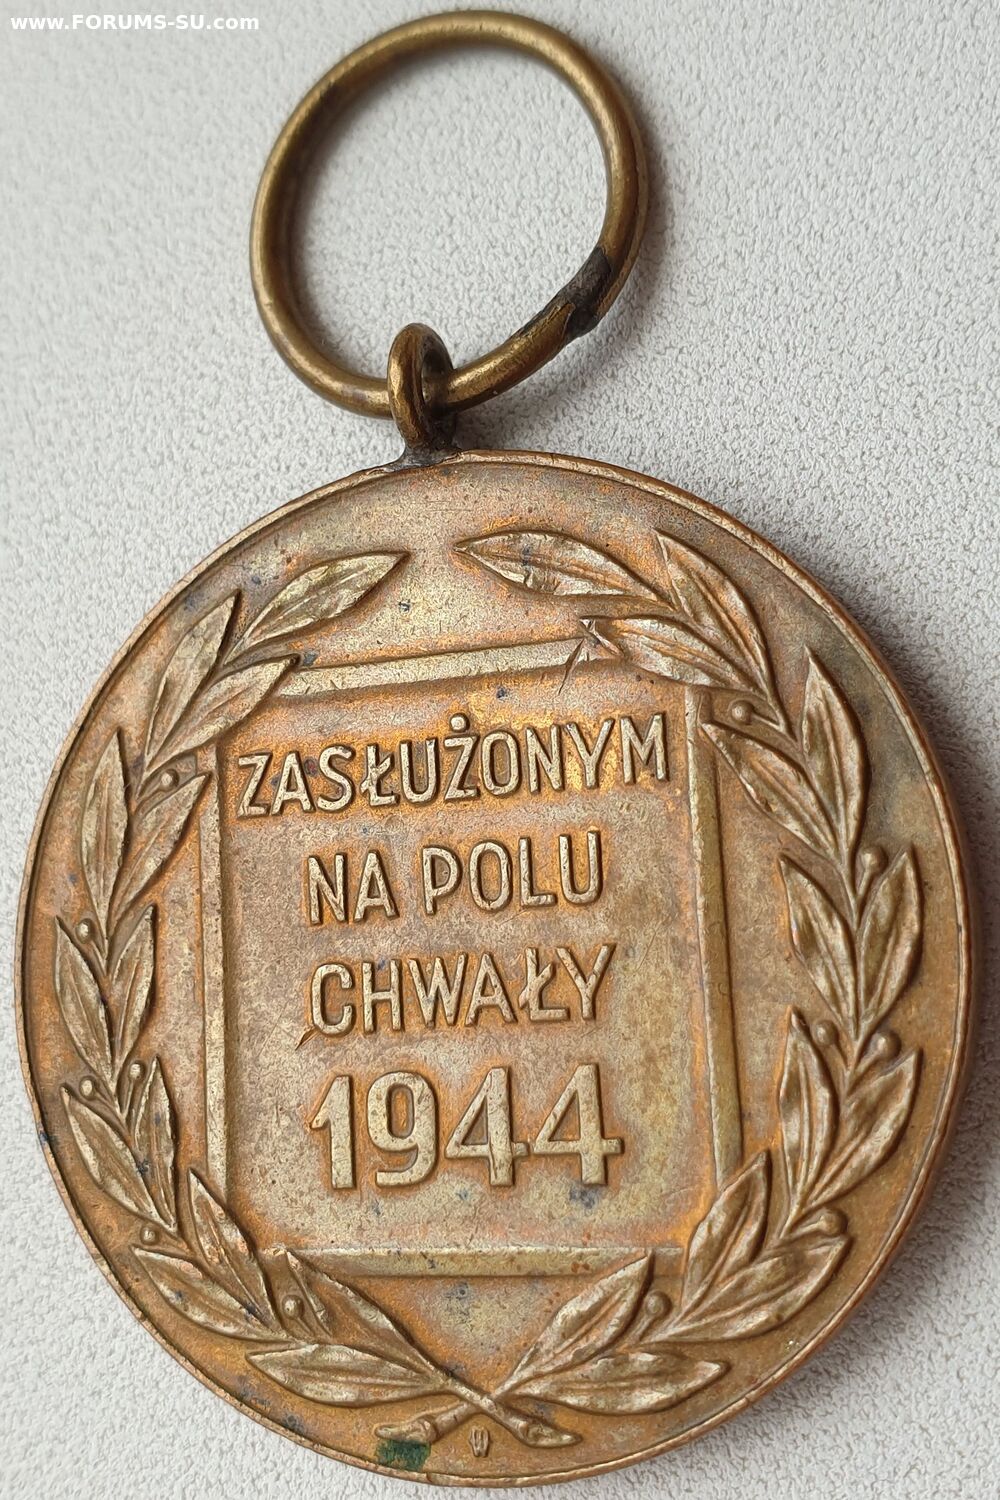 www.FORUMS-SU.com
ZASŁUŻONYM
NA POLU
CHWAŁY
1944
W